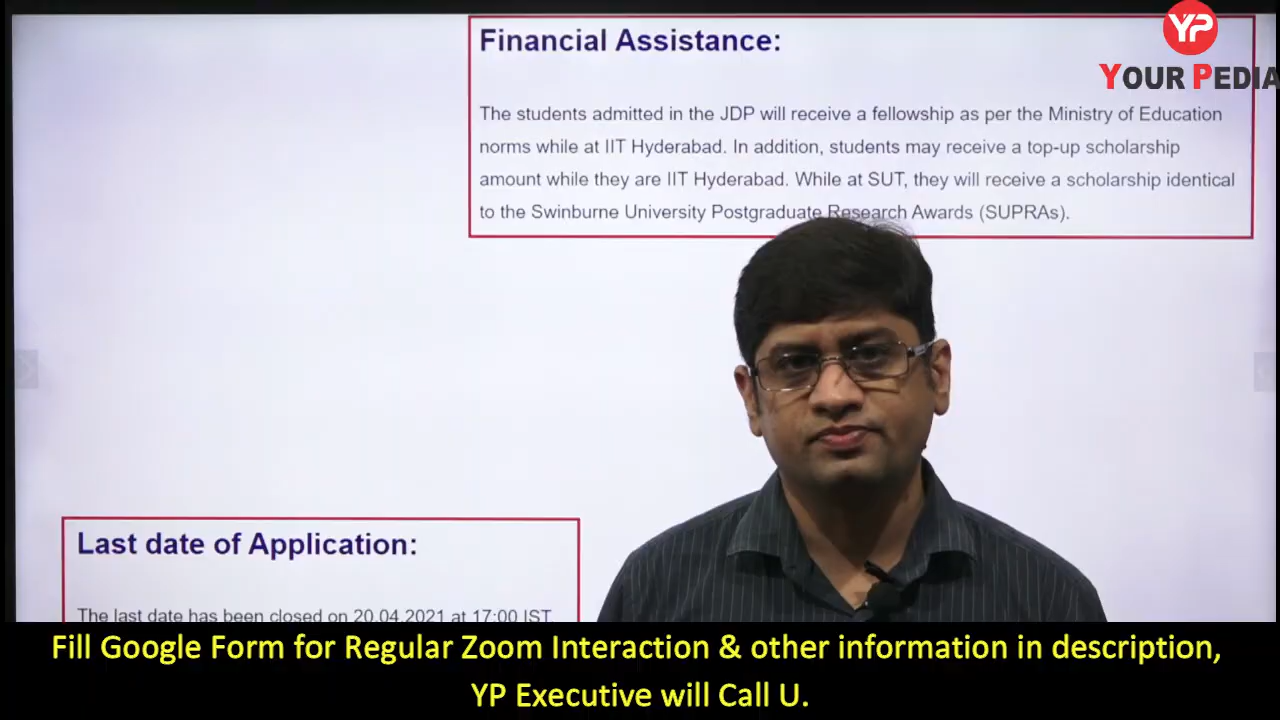 YP
YOUR PEDIA
Financial Assistance:
The students admitted in the JDP will receive a fellowship as per the Ministry of Education
norms while at IIT Hyderabad. In addition, students may receive a top-up scholarship
amount while they are IIT Hyderabad. While at SUT, they will receive a scholarship identical
to the Swinburne University Postgraduate Research Awards (SUPRAs).
Last date of Application:
The last date has been closed on 20.04.2021 at 17:00 IST.
Fill Google Form for Regular Zoom Interaction & other information in description,
YP Executive will Call U.